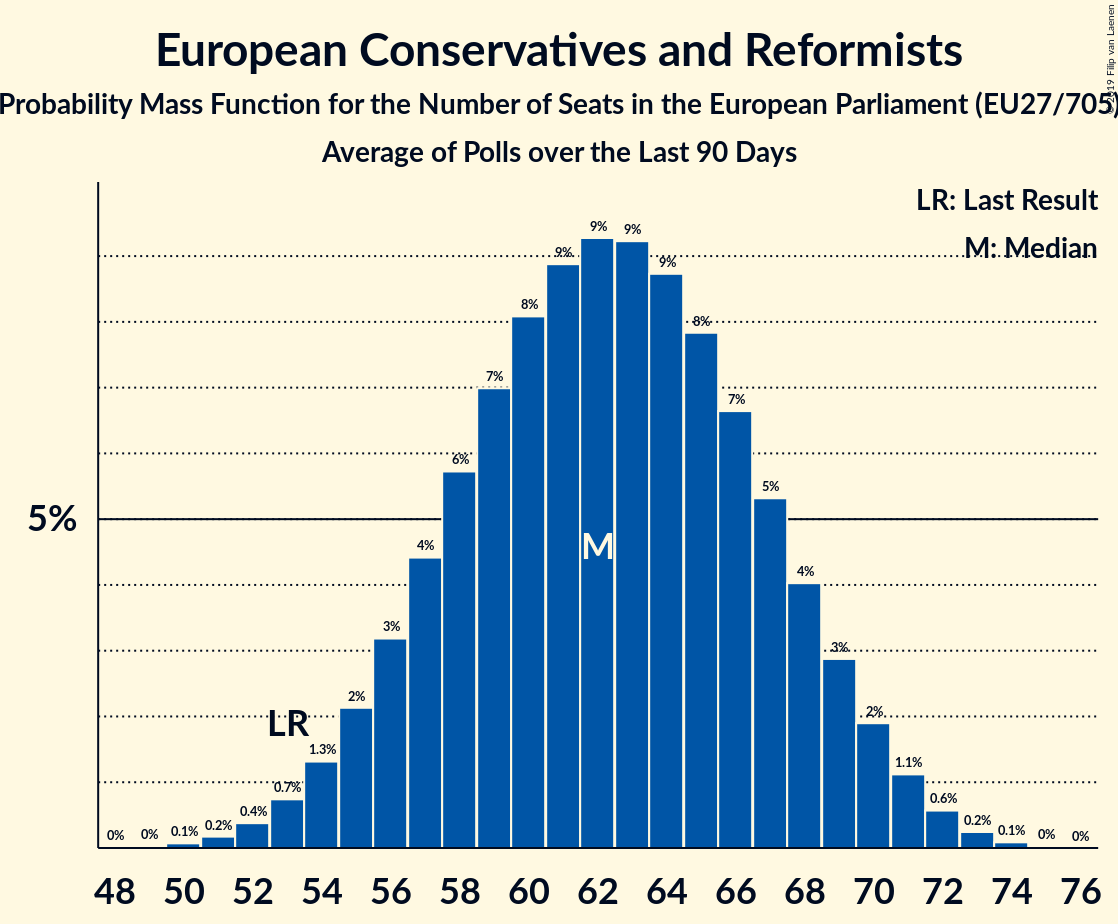 European Conservatives and Reformists
Probability Mass Function for the Number of Seats in the European Parliament (EU27/705)
Average of Polls over the Last 90 Days
© 2019 Filip van Laenen
LR: Last Result
M: Median
9% 9%
9% 9%
8% 8%
7% 7%
6% 5%
5%
4% M 4%
3% 3%
2% LR 2%
1.3% 1.1%
0% 0% 0.1% 0.2% 0.4% 0.7% 0.6% 0.2% 0.1% 0% 0%
48 50 52 54 56 58 60 62 64 66 68 70 72 74 76